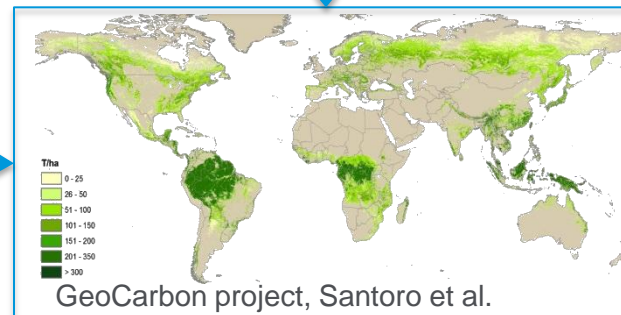 T/ha
0 - 25
26 - 50
51 - 100
101 - 150
151 - 200
201 - 350
> 300
GeoCarbon project, Santoro et al.